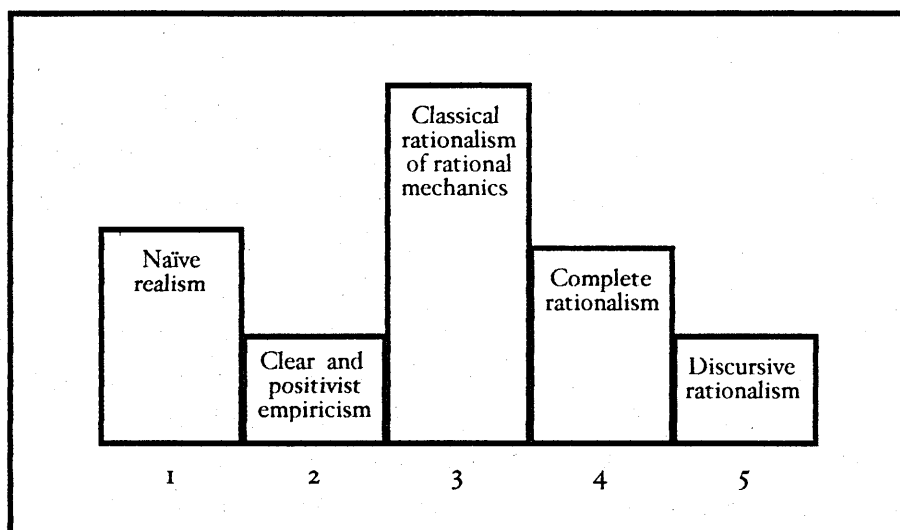 Naïve
realism
Clear and
positivist
empiricism
Classical
rationalism
of rational
mechanics
Complete
rationalism
Discursive
rationalism
1 2 3 4 5